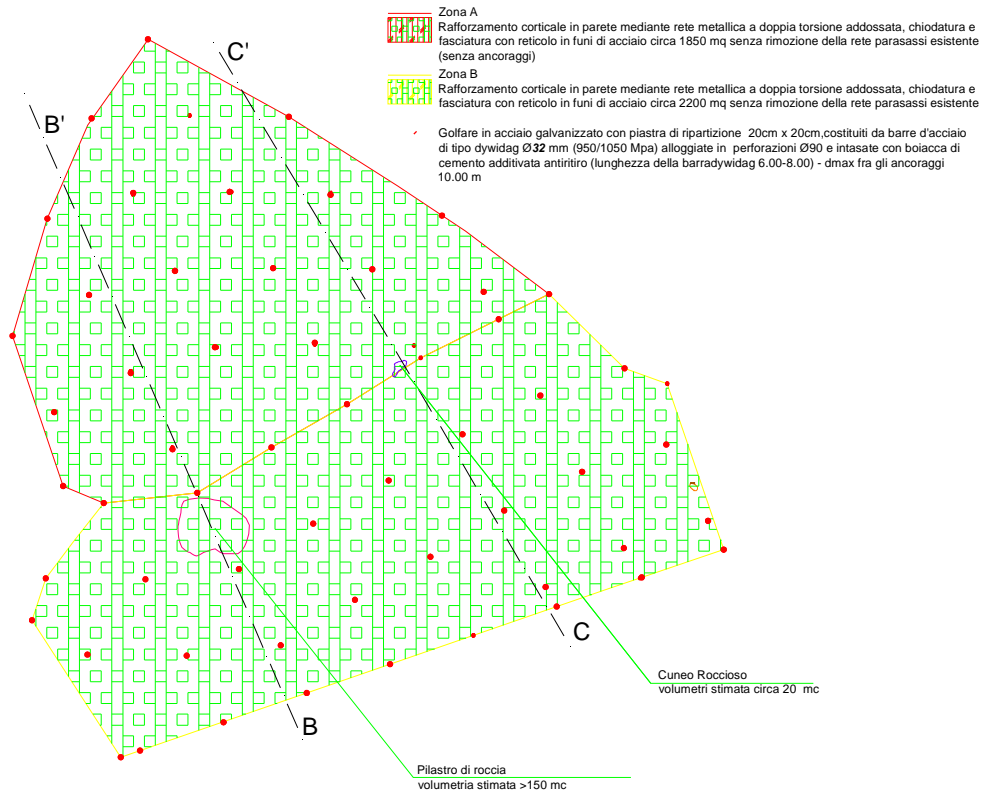 Zona A
Rafforzamento corticale in parete mediante rete metallica a doppia torsione addossata, chiodatura e
fasciatura con reticolo in funi di acciaio circa 1850 mq senza rimozione della rete parasassi esistente
(senza ancoraggi)
Zona B
Rafforzamento corticale in parete mediante rete metallica a doppia torsione addossata, chiodatura e
fasciatura con reticolo in funi di acciaio circa 2200 mq senza rimozione della rete parasassi esistente
Golfare in acciaio galvanizzato con piastra di ripartizione 20cm x 20cm,costituiti da barre d'acciaio
di tipo dywidag Ø32 mm (950/1050 Mpa) alloggiate in perforazioni Ø90 e intasate con boiacca di
cemento additivata antiritiro (lunghezza della barradywidag 6.00-8.00) - dmax fra gli ancoraggi
10.00 m
C'
B'
C
B
Cuneo Roccioso
volumetri stimata circa 20 mc
Pilastro di roccia
volumetria stimata >150 mc